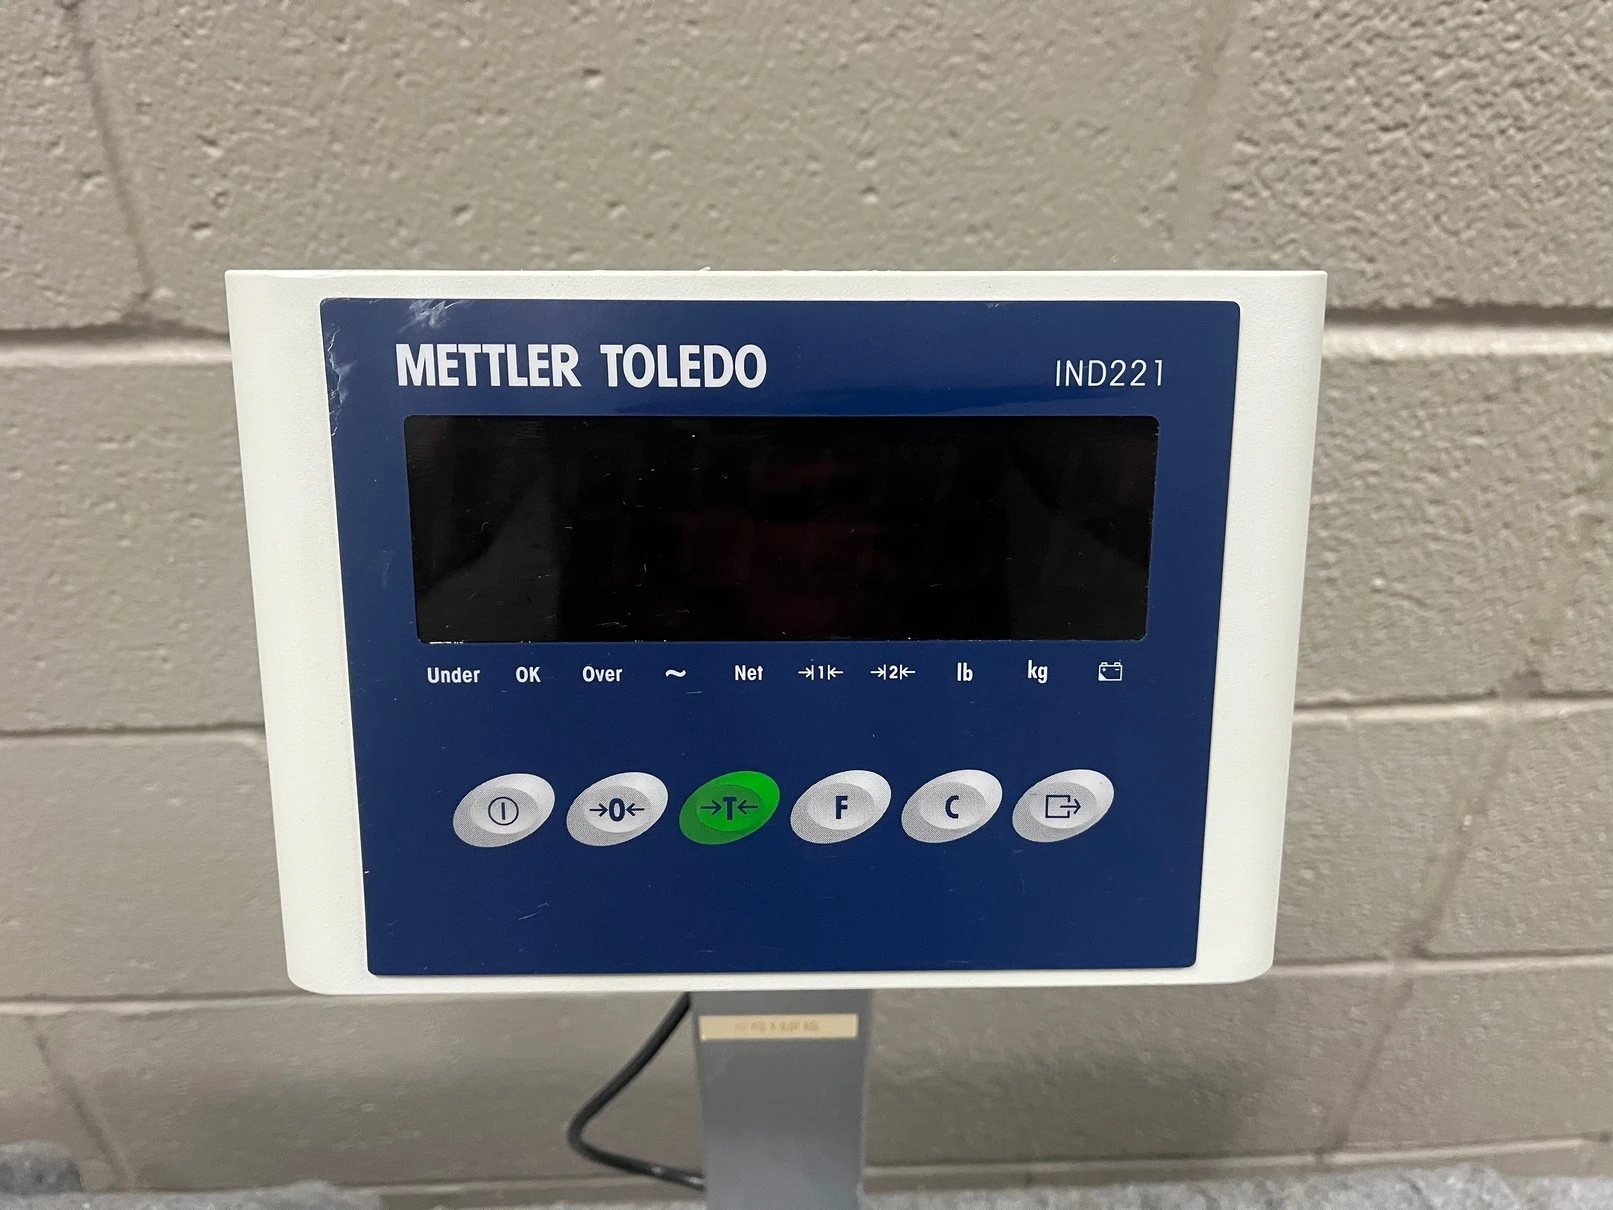 METTLER TOLEDO IND221
Under OK Over ~ Net →|1|← →|2|← lb kg
→0← →T← F C